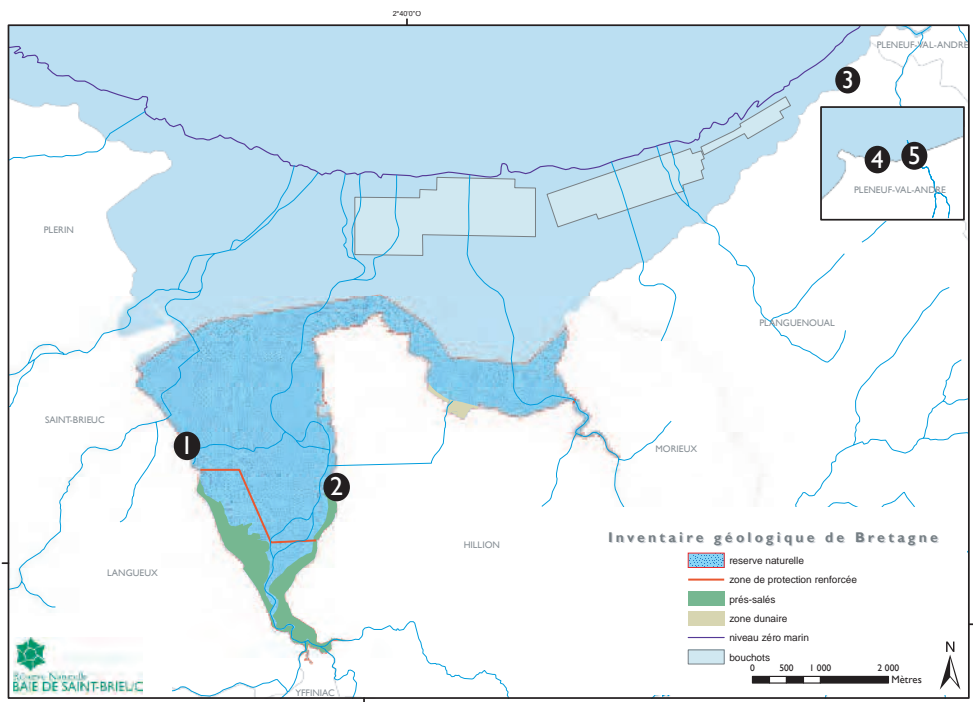 2°40'0"O
PLENEUF-VAL-ANDRE
3
4
5
PLENEUF-VAL-ANDRE
PLERIN
PLANGUENOUAL
SAINT-BRIEUC
1
MORIEUX
2
HILLION
LANGUEUX
YFFINIAC
Inventaire géologique de Bretagne
reserve naturelle
zone de protection renforcée
prés-salés
zone dunaire
niveau zéro marin
bouchots
N
0 500 1 000 2 000
Mètres
Réserve Naturelle
BAIE DE SAINT-BRIEUC